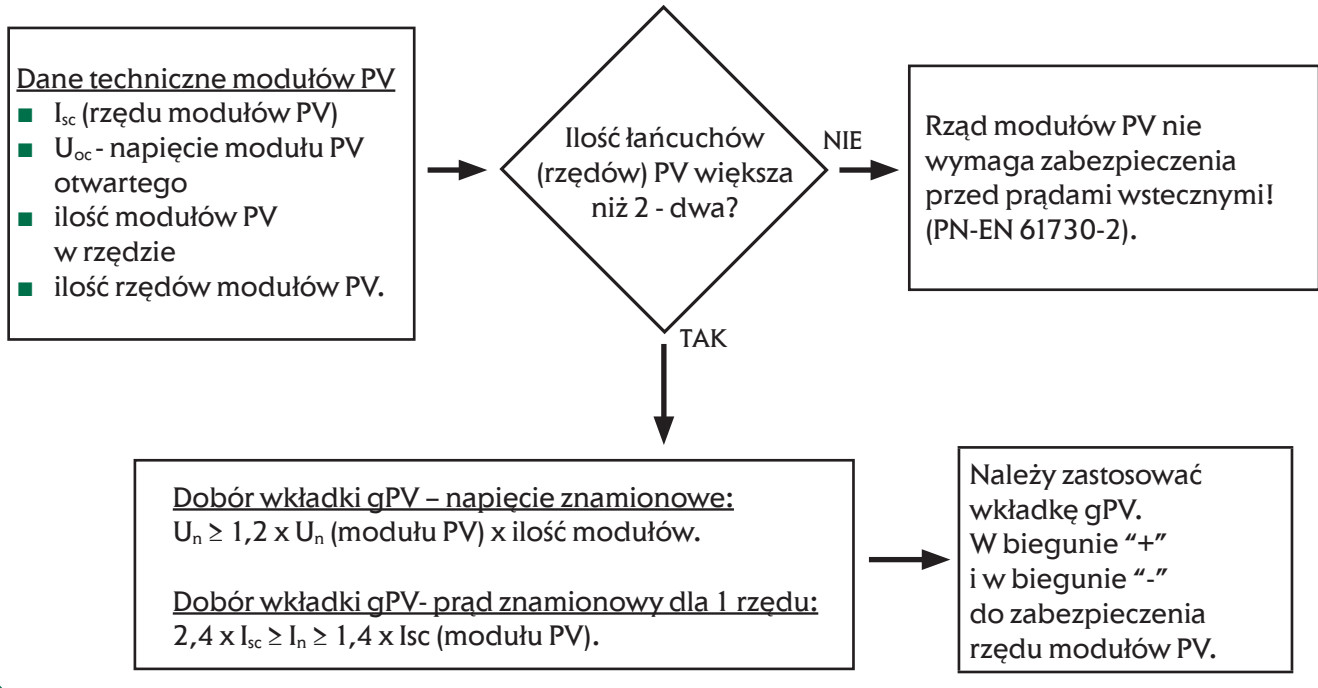 Dane techniczne modułów PV
■ Isc (rzędu modułów PV)
■ Uoc - napięcie modułu PV
otwartego
■ ilość modułów PV
w rzędzie
■ ilość rzędów modułów PV.
Ilość łańcuchów
(rzędów) PV większa
niż 2 - dwa?
NIE
Rząd modułów PV nie
wymaga zabezpieczenia
przed prądami wstecznymi!
(PN-EN 61730-2).
TAK
Dobór wkładki gPV – napięcie znamionowe:
Un ≥ 1,2 x Un (modułu PV) x ilość modułów.
Dobór wkładki gPV- prąd znamionowy dla 1 rzędu:
2,4 x Isc ≥ In ≥ 1,4 x Isc (modułu PV).
Należy zastosować
wkładkę gPV.
W biegunie “+”
i w biegunie “-”
do zabezpieczenia
rzędu modułów PV.